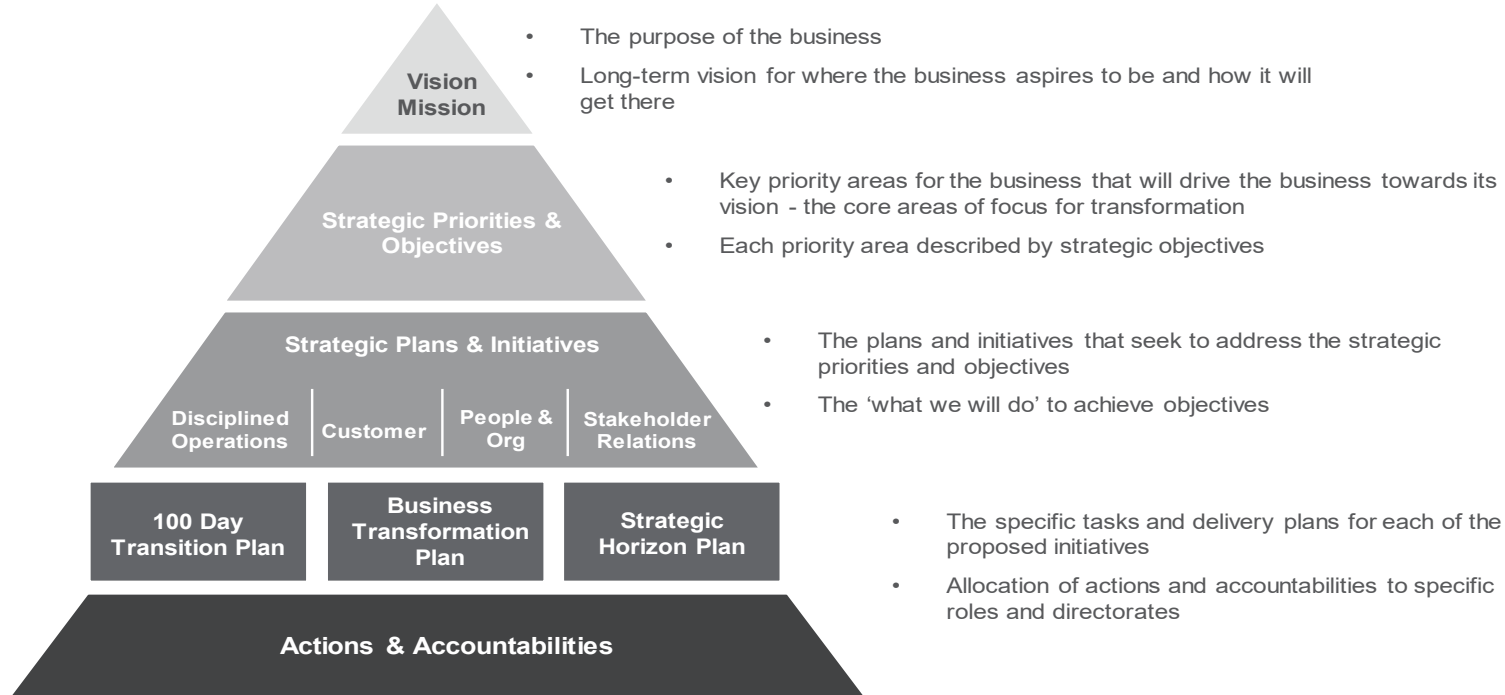 Vision
Mission
• The purpose of the business
• Long-term vision for where the business aspires to be and how it will
get there
Strategic Priorities &
Objectives
• Key priority areas for the business that will drive the business towards its
vision - the core areas of focus for transformation
• Each priority area described by strategic objectives
Strategic Plans & Initiatives
Disciplined
Operations
Customer
People &
Org
Stakeholder
Relations
• The plans and initiatives that seek to address the strategic
priorities and objectives
• The ‘what we will do’ to achieve objectives
100 Day
Transition Plan
Business
Transformation
Plan
Strategic
Horizon Plan
• The specific tasks and delivery plans for each of the
proposed initiatives
• Allocation of actions and accountabilities to specific
roles and directorates
Actions & Accountabilities